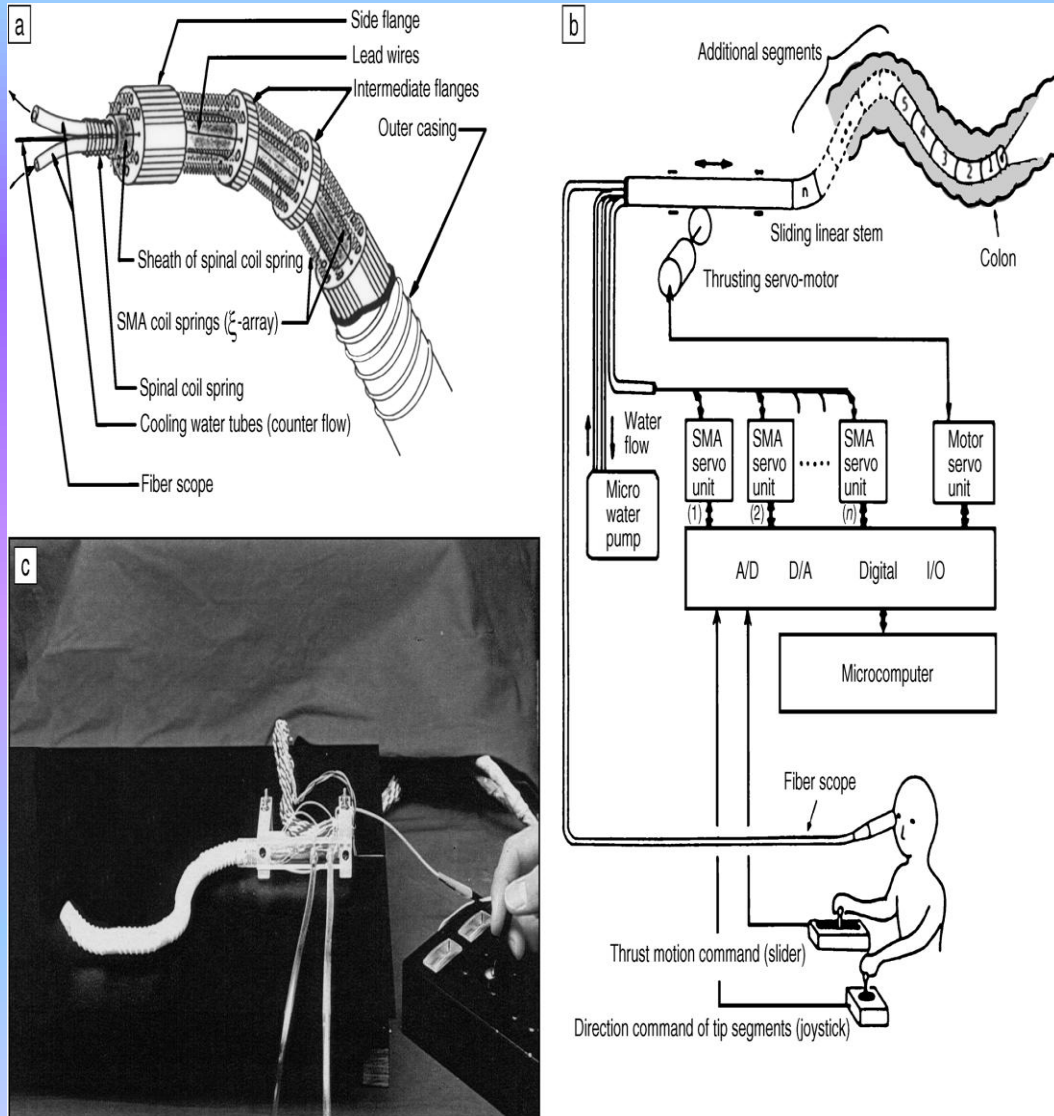 a
Side flange
Lead wires
Intermediate flanges
Outer casing
Sheath of spinal coil spring
SMA coil springs (ξ-array)
Spinal coil spring
Cooling water tubes (counter flow)
Fiber scope
b
Additional segments
5
4
3
2
1
0
n
Sliding linear stem
Colon
Thrusting servo-motor
Water
flow
Micro
water
pump
SMA
servo
unit
(1)
SMA
servo
unit
(2)
.....
SMA
servo
unit
(n)
Motor
servo
unit
A/D D/A Digital I/O
Microcomputer
Fiber scope
Thrust motion command (slider)
Direction command of tip segments (joystick)
c